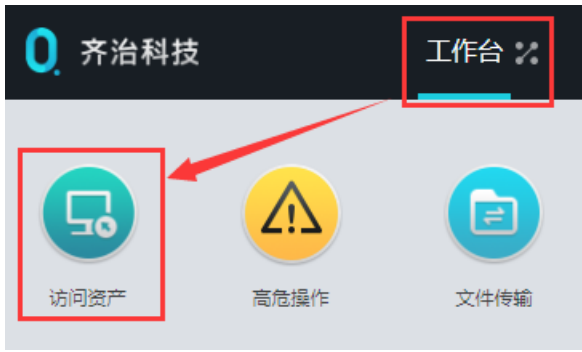 齐治科技
工作台
访问资产
高危操作
文件传输